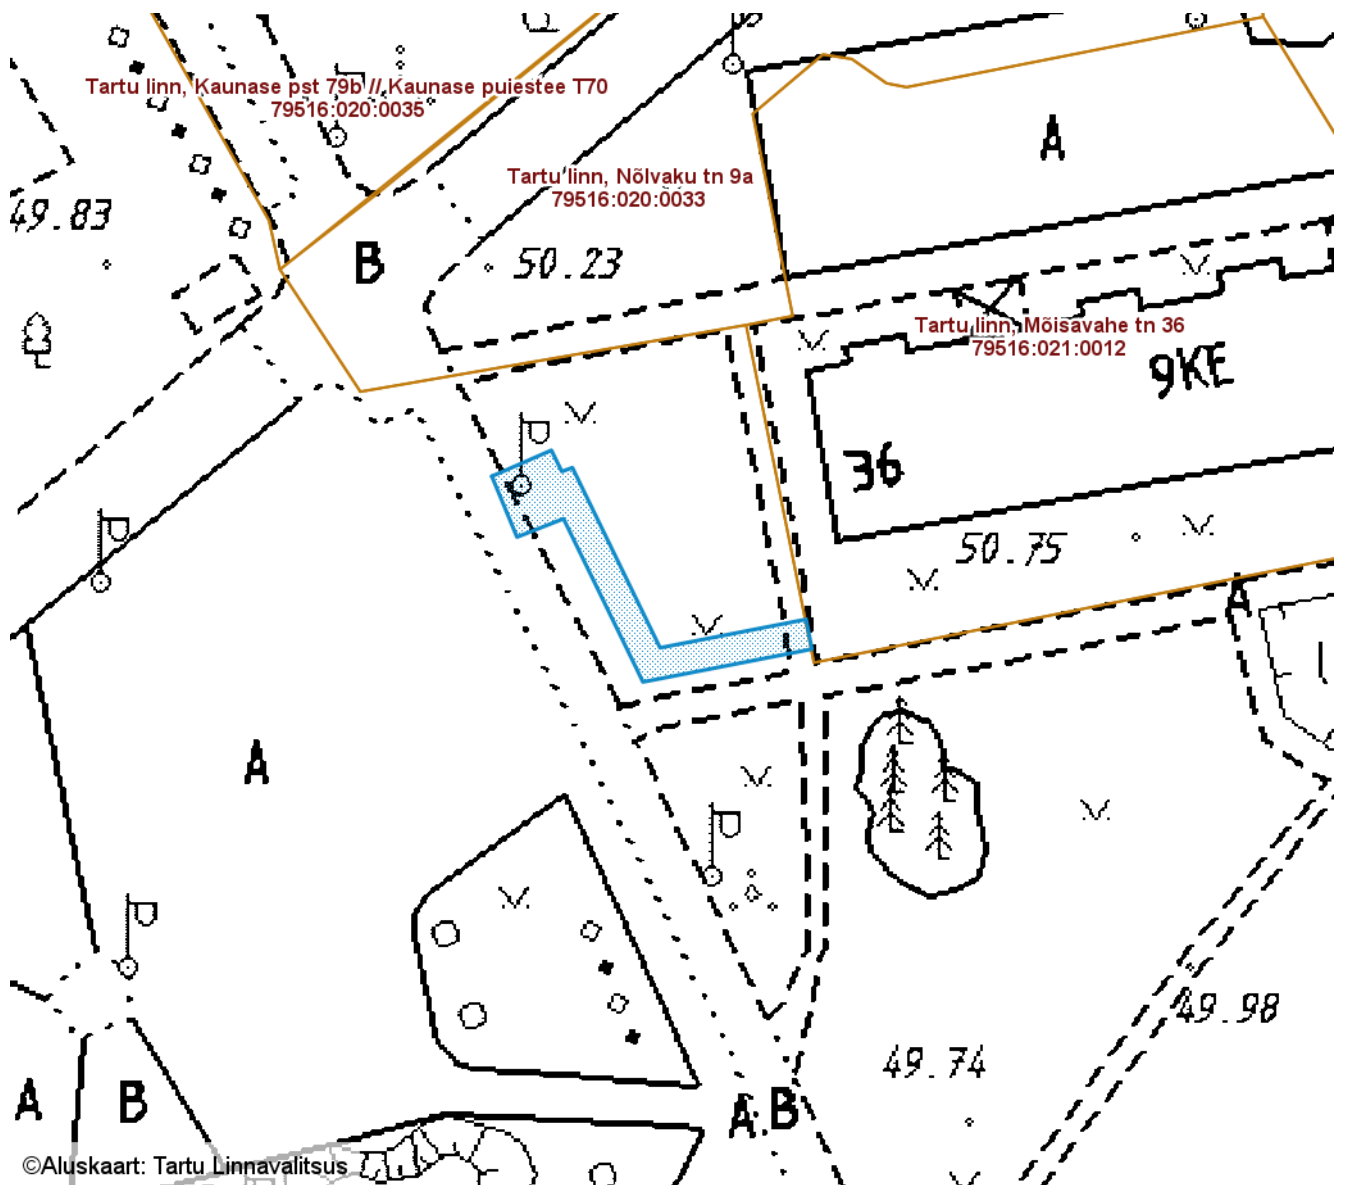 Tartu linn, Kaunase pst 79b // Kaunase puiestee T70
79516:020:0035
A
Tartu linn, Nõlvaku tn 9a
79516:020:0033
49.83
B
50.23
Tartu linn, Mõisavahe tn 36
79516:021:0012
9KE
36
50.75
A
A
49.98
49.74
A
B
A.B
©Aluskaart: Tartu Linnavalitsus